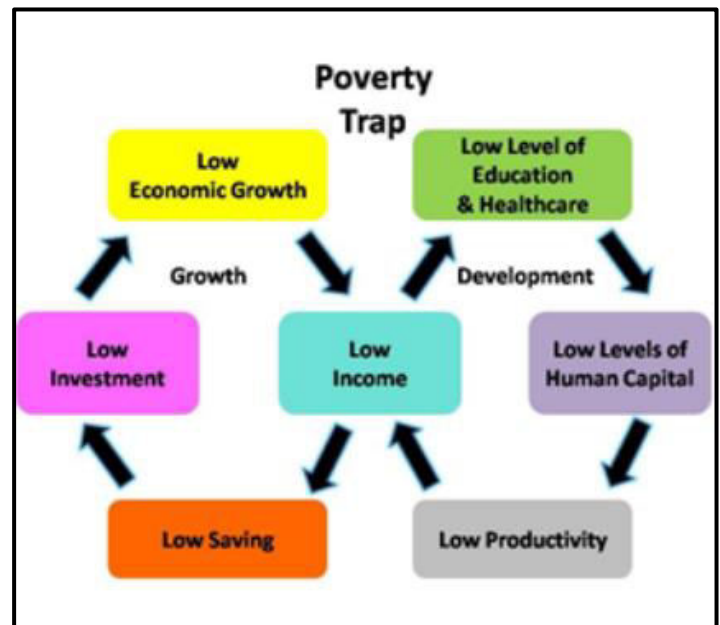 Poverty
Trap
Low
Economic Growth
Low Level of
Education
& Healthcare
Growth
Development
Low
Investment
Low
Income
Low Levels of
Human Capital
Low Saving
Low Productivity